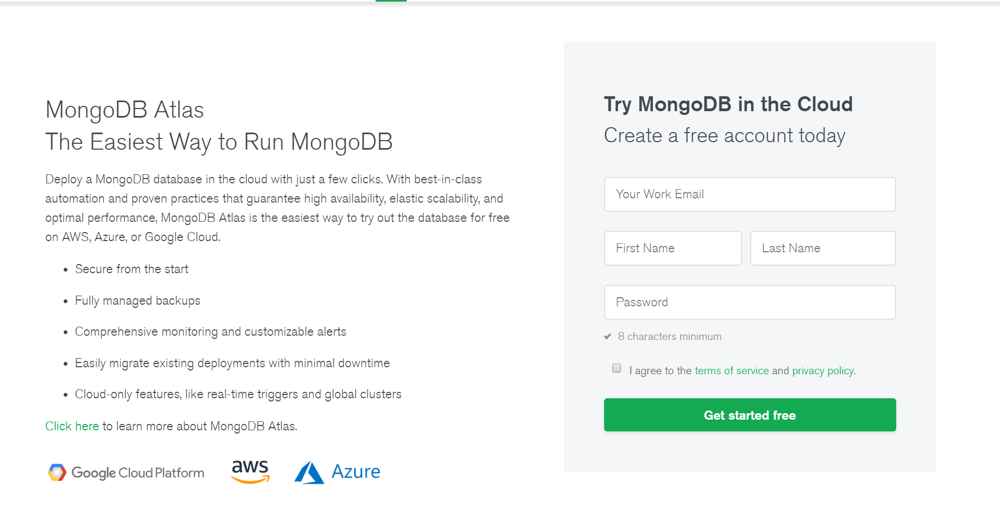 MongoDB Atlas
The Easiest Way to Run MongoDB
Deploy a MongoDB database in the cloud with just a few clicks. With best-in-class
automation and proven practices that guarantee high availability, elastic scalability, and
optimal performance, MongoDB Atlas is the easiest way to try out the database for free
on AWS, Azure, or Google Cloud.
• Secure from the start
• Fully managed backups
• Comprehensive monitoring and customizable alerts
• Easily migrate existing deployments with minimal downtime
• Cloud-only features, like real-time triggers and global clusters
Click here to learn more about MongoDB Atlas.
Google Cloud Platform
aws
Azure
Try MongoDB in the Cloud
Create a free account today
Your Work Email
First Name
Last Name
Password
8 characters minimum
I agree to the terms of service and privacy policy.
Get started free